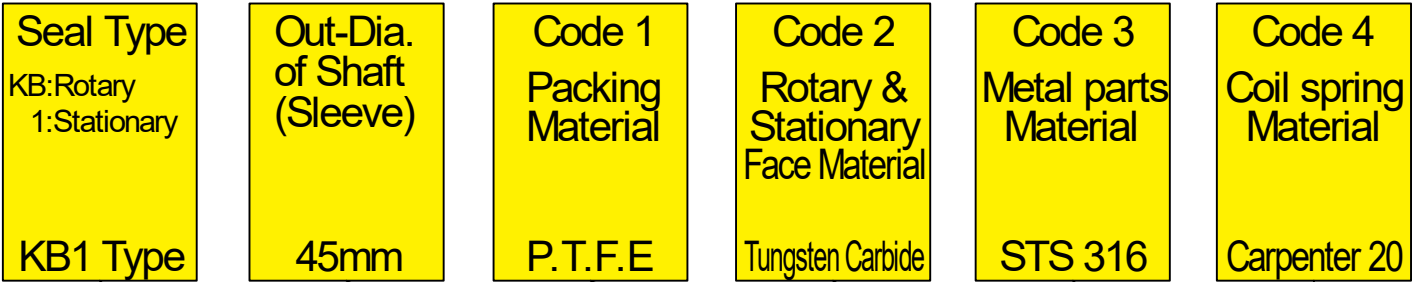 Seal Type
KB:Rotary
1:Stationary
KB1 Type
Out-Dia.
of Shaft
(Sleeve)
45mm
Code 1
Packing
Material
P.T.F.E
Code 2
Rotary &
Stationary
Face Material
Tungsten Carbide
Code 3
Metal parts
Material
STS 316
Code 4
Coil spring
Material
Carpenter 20